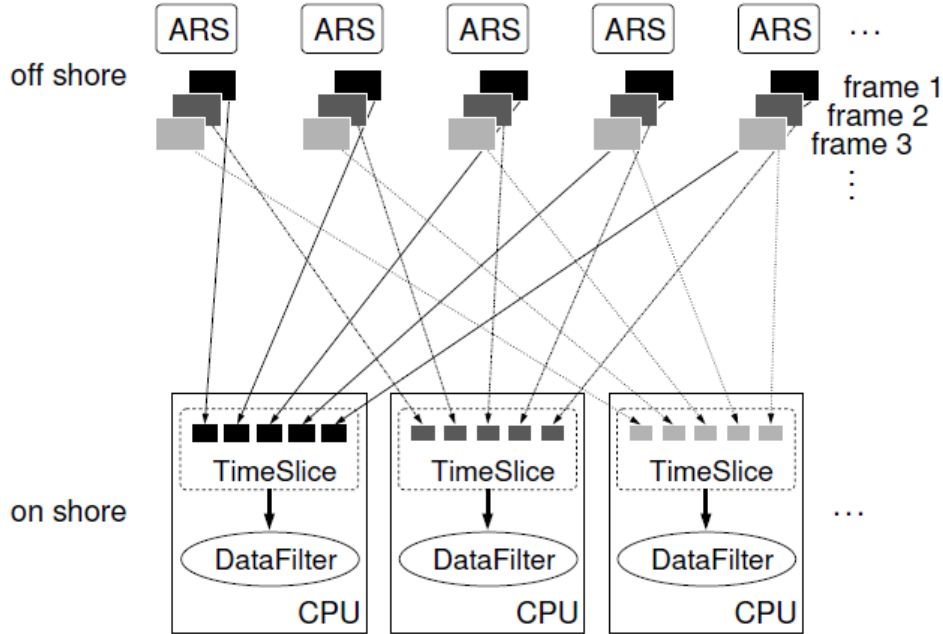 ARS ARS ARS ARS ARS ...
off shore
frame 1
frame 2
frame 3
TimeSlice TimeSlice TimeSlice
on shore ...
DataFilter DataFilter DataFilter
CPU CPU CPU